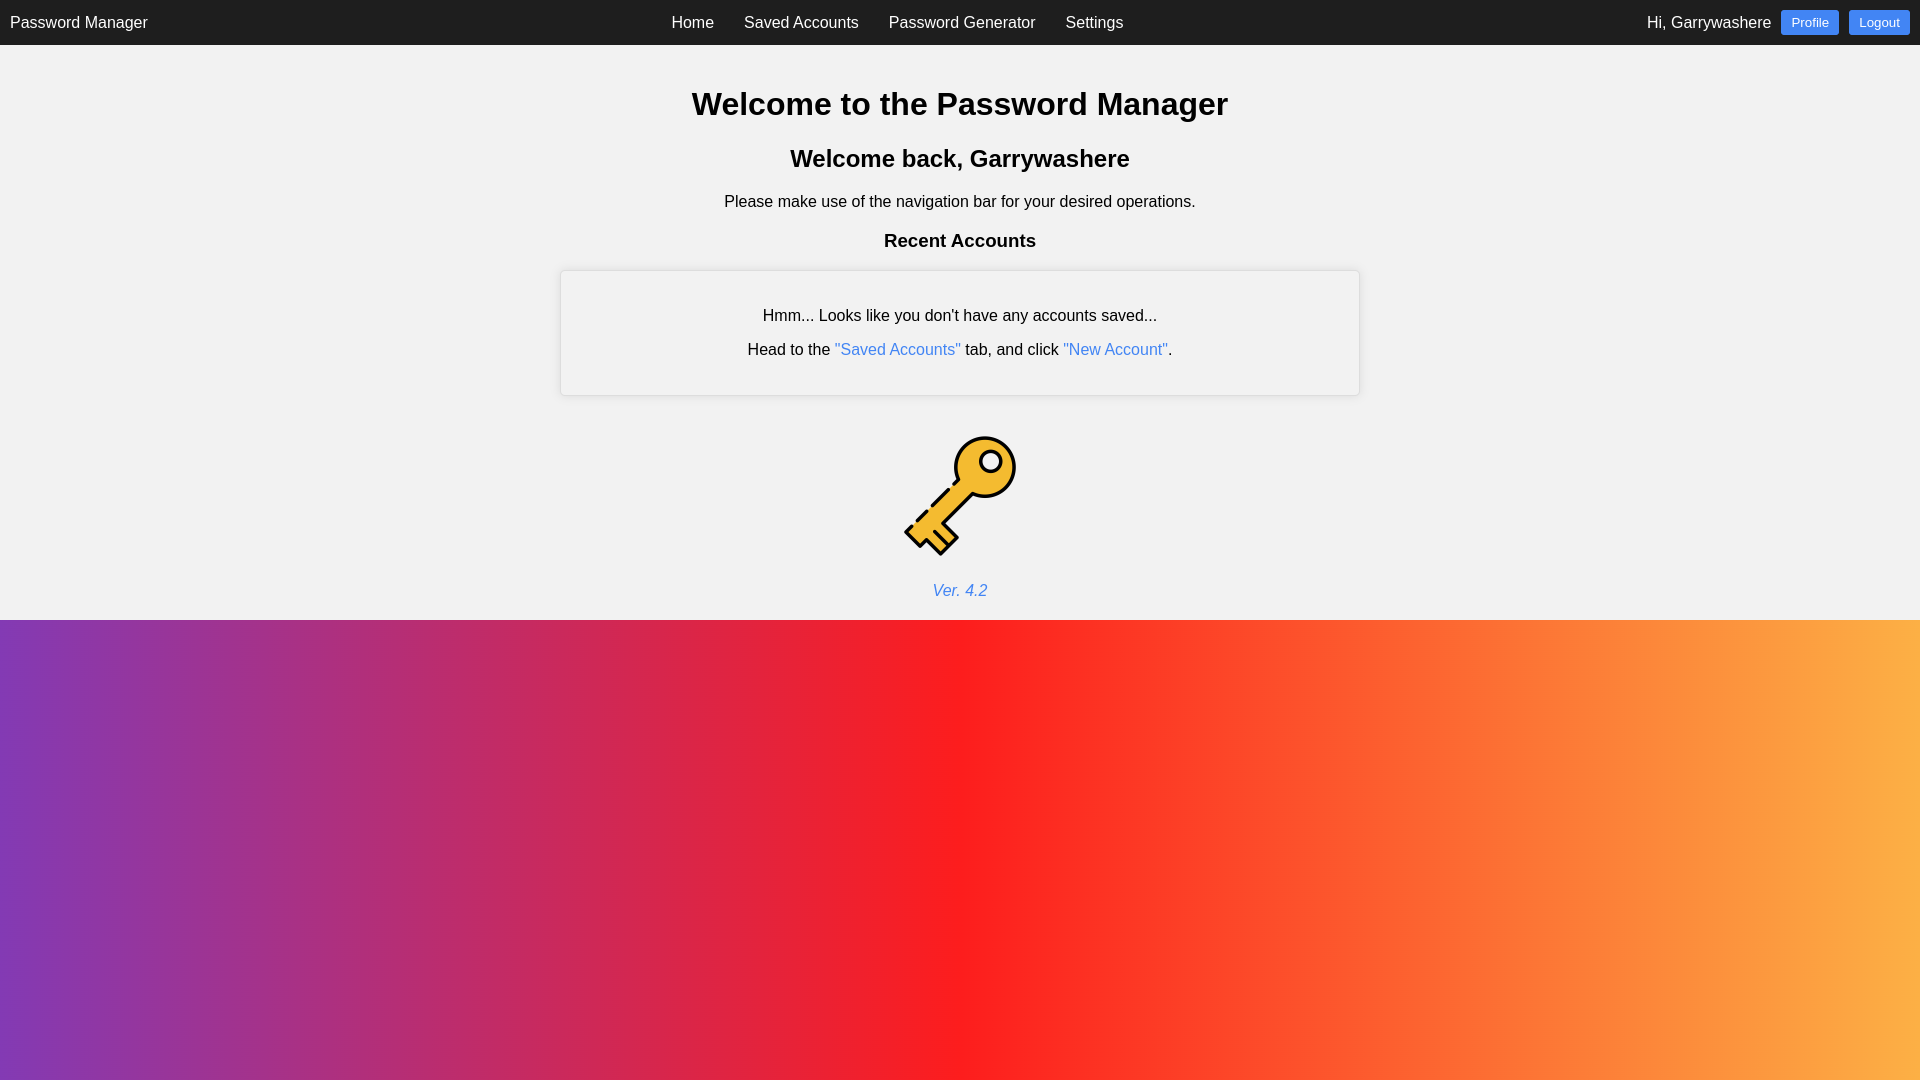 Password Manager
Home Saved Accounts Password Generator Settings
Hi, Garrywashere Profile Logout
Welcome to the Password Manager
Welcome back, Garrywashere
Please make use of the navigation bar for your desired operations.
Recent Accounts
Hmm... Looks like you don't have any accounts saved...
Head to the "Saved Accounts" tab, and click "New Account".
Ver. 4.2